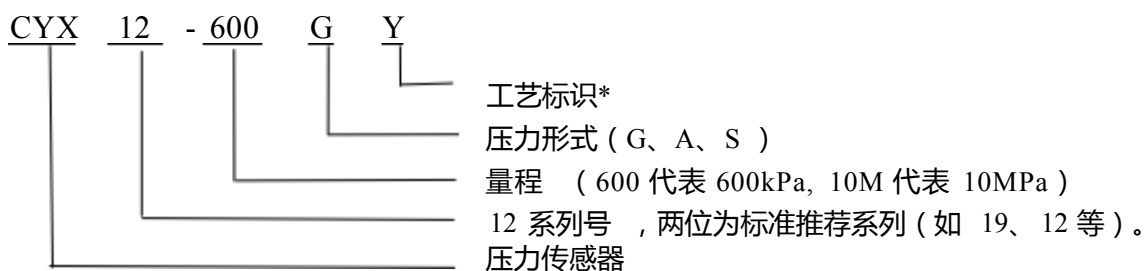 CYX 12 - 600 G Y
工艺标识*
压力形式（G、A、S ）
量程 （600 代表 600kPa, 10M 代表 10MPa）
12 系列号 ，两位为标准推荐系列（如 19、12 等）。
压力传感器